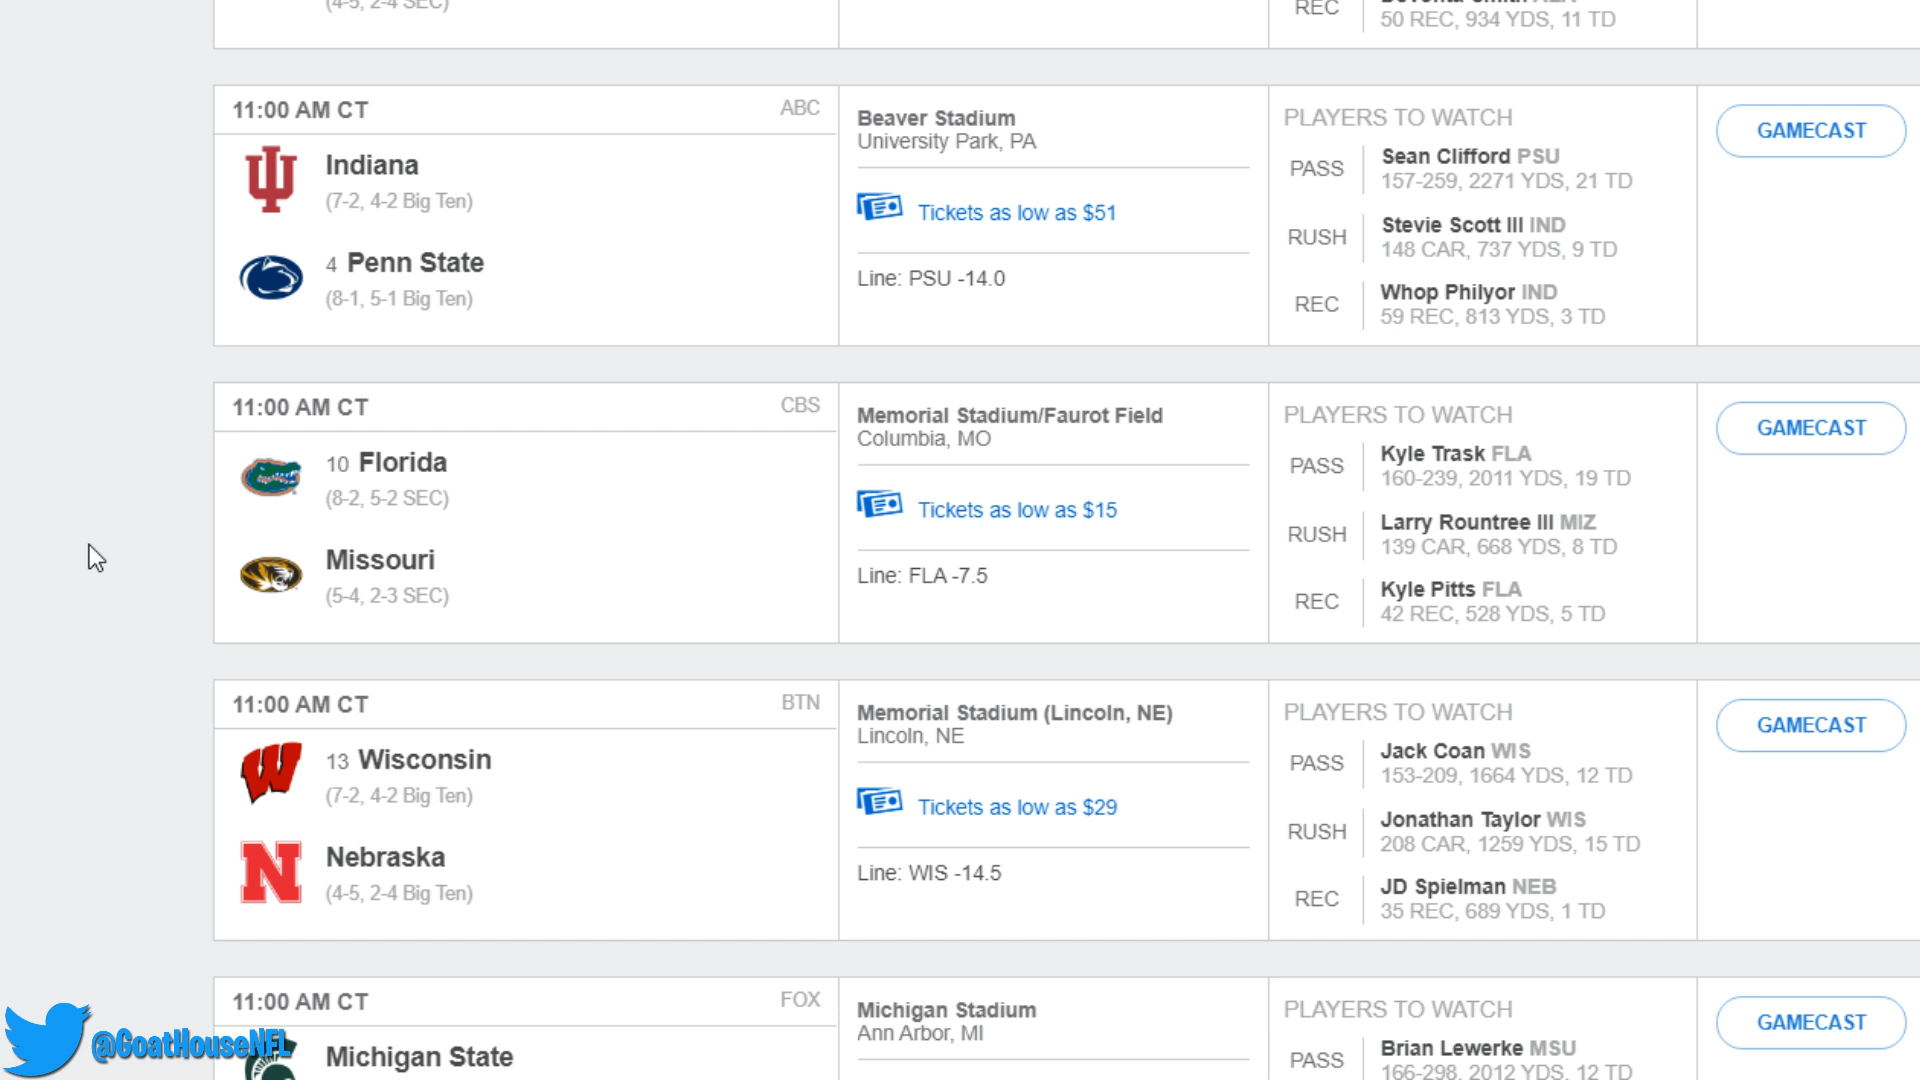 (4-5, 2-4 SEC)
REC
50 REC, 934 YDS, 11 TD
11:00 AM CT
ABC
Indiana
(7-2, 4-2 Big Ten)
4 Penn State
(8-1, 5-1 Big Ten)
Beaver Stadium
University Park, PA
Tickets as low as $51
Line: PSU -14.0
PLAYERS TO WATCH
PASS
Sean Clifford PSU
157-259, 2271 YDS, 21 TD
RUSH
Stevie Scott III IND
148 CAR, 737 YDS, 9 TD
REC
Whop Philyor IND
59 REC, 813 YDS, 3 TD
GAMECAST
11:00 AM CT
CBS
10 Florida
(8-2, 5-2 SEC)
Missouri
(5-4, 2-3 SEC)
Memorial Stadium/Faurot Field
Columbia, MO
Tickets as low as $15
Line: FLA -7.5
PLAYERS TO WATCH
PASS
Kyle Trask FLA
160-239, 2011 YDS, 19 TD
RUSH
Larry Rountree III MIZ
139 CAR, 668 YDS, 8 TD
REC
Kyle Pitts FLA
42 REC, 528 YDS, 5 TD
GAMECAST
11:00 AM CT
BTN
13 Wisconsin
(7-2, 4-2 Big Ten)
Nebraska
(4-5, 2-4 Big Ten)
Memorial Stadium (Lincoln, NE)
Lincoln, NE
Tickets as low as $29
Line: WIS -14.5
PLAYERS TO WATCH
PASS
Jack Coan WIS
153-209, 1664 YDS, 12 TD
RUSH
Jonathan Taylor WIS
208 CAR, 1259 YDS, 15 TD
REC
JD Spielman NEB
35 REC, 689 YDS, 1 TD
GAMECAST
11:00 AM CT
FOX
Michigan State
Michigan Stadium
Ann Arbor, MI
PLAYERS TO WATCH
PASS
Brian Lewerke MSU
166-298, 2012 YDS, 12 TD
GAMECAST
@GoatHouseNFL